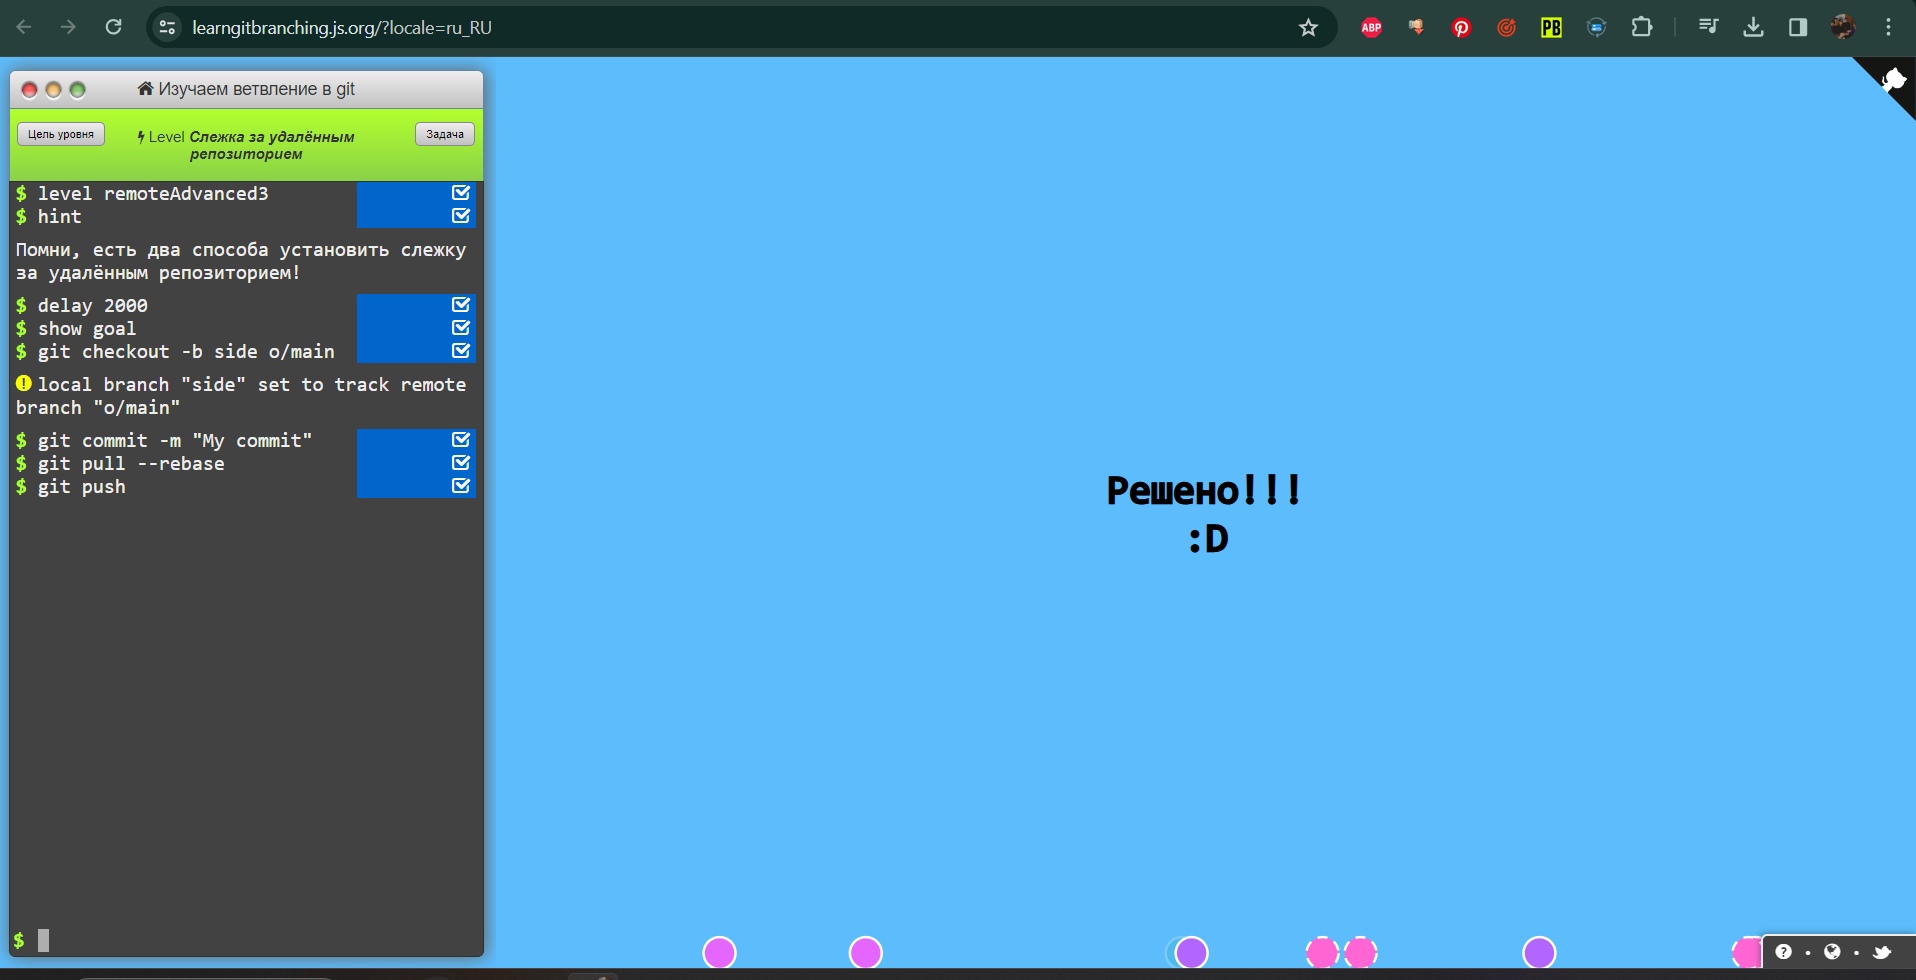 learngitbranching.js.org/?locale=ru_RU
ABP
PB
Изучаем ветвление в git
Цель уровня
Level Слежка за удалённым
репозиторием
Задача
$ level remoteAdvanced3
$ hint
Помни, есть два способа установить слежку
за удалённым репозиторием!
$ delay 2000
$ show goal
$ git checkout -b side o/main
local branch "side" set to track remote
branch "o/main"
$ git commit -m "My commit"
$ git pull --rebase
$ git push
$
Решено!!!
:D